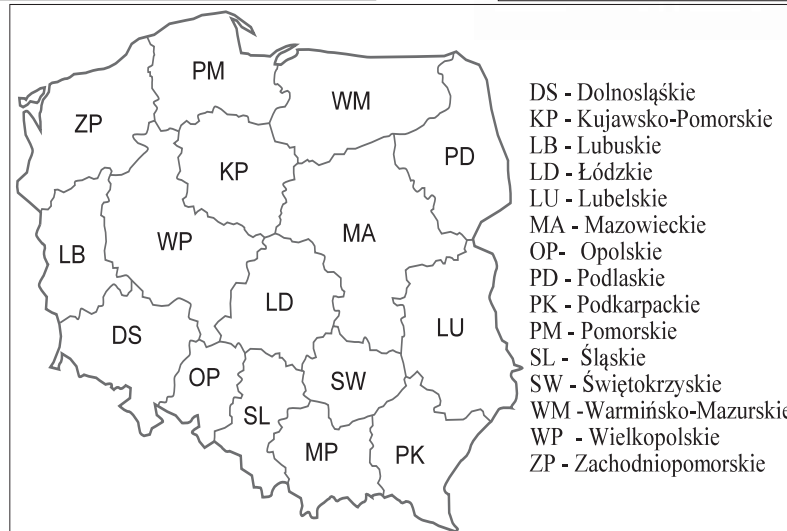 PM
WM
ZP
PD
KP
WP
MA
LB
LD
LU
DS
OP
SW
SL
MP
PK
DS - Dolnosląśkie
KP - Kujawsko-Pomorskie
LB - Lubuskie
LD - Łódzkie
LU - Lubelskie
MA - Mazowieckie
OP- Opolskie
PD - Podlaskie
PK - Podkarpackie
PM - Pomorskie
SL - Śląskie
SW - Świętokrzyskie
WM -Warmińsko-Mazurskie
WP - Wielkopolskie
ZP - Zachodniopomorskie